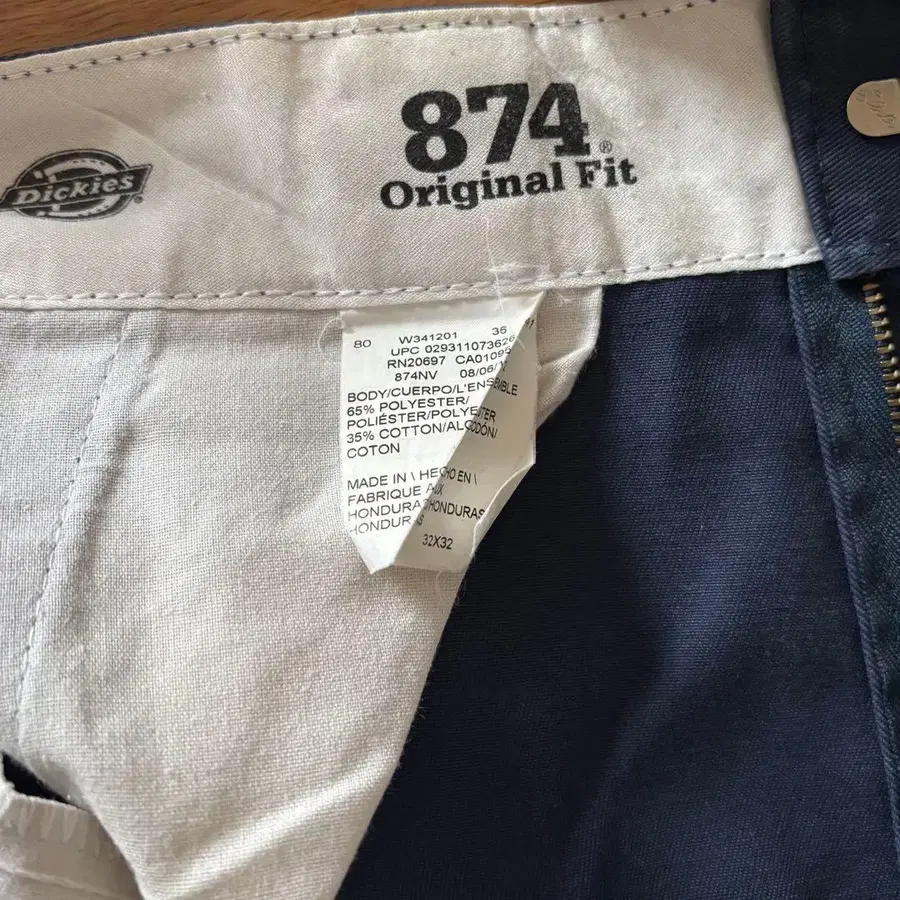 874®
Original Fit
Dickies®
80 W341201 36
UPC 029311073626
RN20697 CA01095
874NV 08/06/
BODY/CUERPO/L'ENSEMBLE
65% POLYESTER/
POLIÉSTER/POLYESTER
35% COTTON/ALGODÓN/
COTON
MADE IN \ HECHO EN \
FABRIQUE AUX
HONDURAS HONDURAS
HONDURAS
32X32